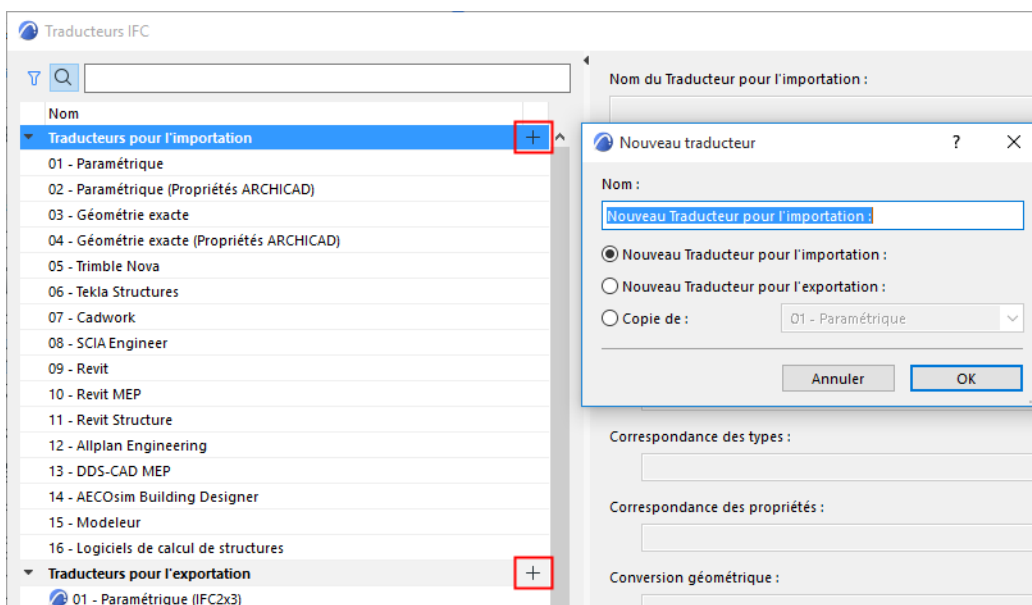 Traducteurs IFC
Nom
Traducteurs pour l'importation
01 - Paramétrique
02 - Paramétrique (Propriétés ARCHICAD)
03 - Géométrie exacte
04 - Géométrie exacte (Propriétés ARCHICAD)
05 - Trimble Nova
06 - Tekla Structures
07 - Cadwork
08 - SCIA Engineer
09 - Revit
10 - Revit MEP
11 - Revit Structure
12 - Allplan Engineering
13 - DDS-CAD MEP
14 - AECOsim Building Designer
15 - Modeleur
16 - Logiciels de calcul de structures
Traducteurs pour l'exportation
01 - Paramétrique (IFC2x3)
Nom du Traducteur pour l'importation :
Nouveau traducteur
Nom :
Nouveau Traducteur pour l'importation :
Nouveau Traducteur pour l'importation :
Nouveau Traducteur pour l'exportation :
Copie de : 01 - Paramétrique
Annuler OK
Correspondance des types :
Correspondance des propriétés :
Conversion géométrique :